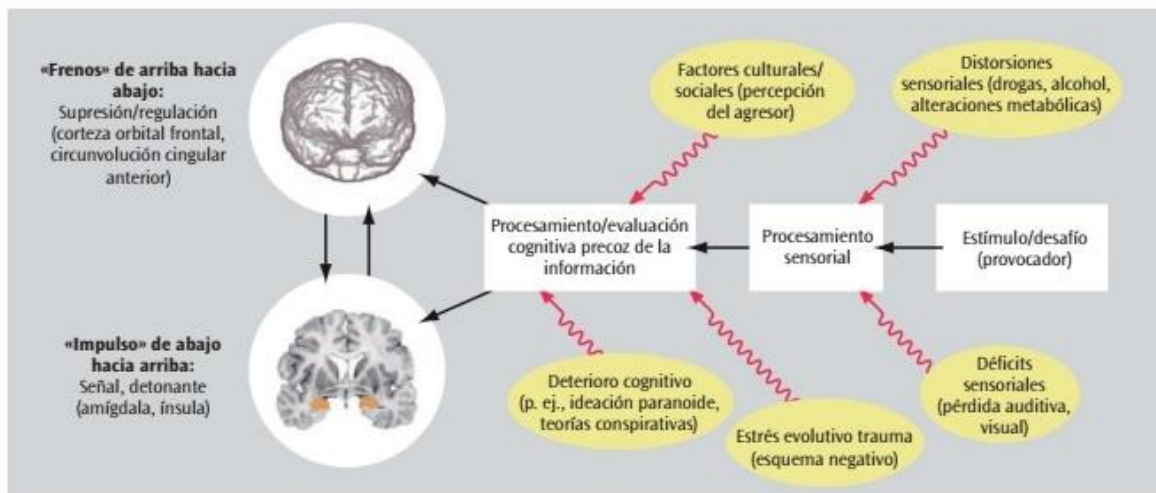 «Frenos» de arriba hacia
abajo:
Supresión/regulación
(corteza orbital frontal,
circunvolución cingular
anterior)
«Impulso» de abajo
hacia arriba:
Señal, detonante
(amígdala, ínsula)
Factores culturales/
sociales (percepción
del agresor)
Distorsiones
sensoriales (drogas, alcohol,
alteraciones metabólicas)
Procesamiento/evaluación
cognitiva precoz de la
información
Procesamiento
sensorial
Estímulo/desafío
(provocador)
Deterioro cognitivo
(p. ej., ideación paranoide,
teorías conspirativas)
Estrés evolutivo trauma
(esquema negativo)
Déficits
sensoriales
(pérdida auditiva,
visual)